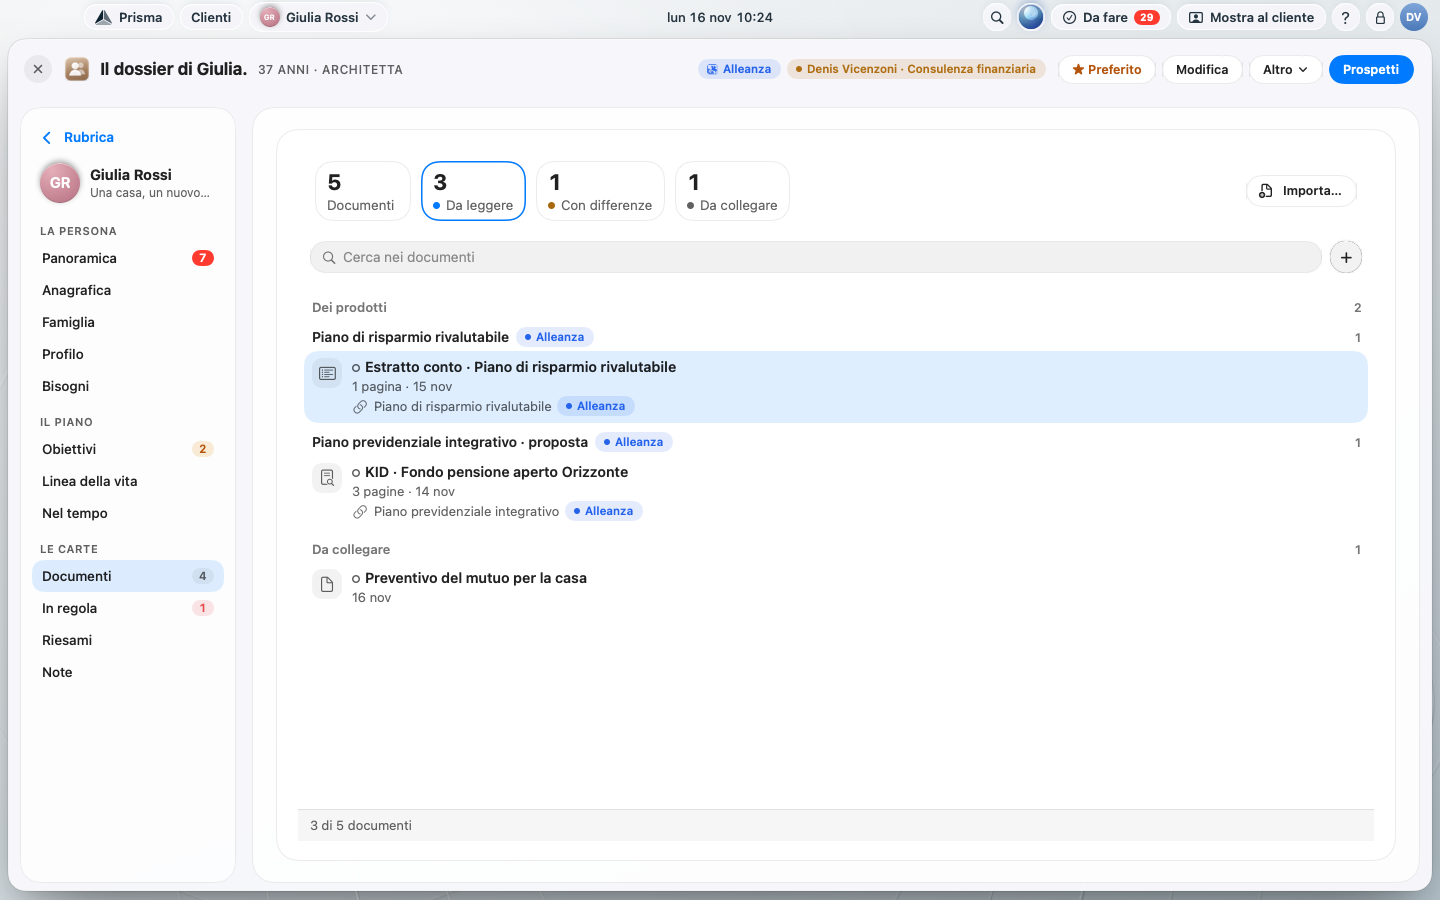 Prisma
Clienti
GR Giulia Rossi
lun 16 nov 10:24
Da fare 29
Mostra al cliente
?
DV
Il dossier di Giulia.
37 ANNI · ARCHITETTA
Alleanza
Denis Vicenzoni · Consulenza finanziaria
Preferito
Modifica
Altro
Prospetti
Rubrica
GR
Giulia Rossi
Una casa, un nuovo...
LA PERSONA
Panoramica 7
Anagrafica
Famiglia
Profilo
Bisogni
IL PIANO
Obiettivi 2
Linea della vita
Nel tempo
LE CARTE
Documenti 4
In regola 1
Riesami
Note
5
Documenti
3
Da leggere
1
Con differenze
1
Da collegare
Importa...
Cerca nei documenti
Dei prodotti 2
Piano di risparmio rivalutabile Alleanza 1
Estratto conto · Piano di risparmio rivalutabile
1 pagina · 15 nov
Piano di risparmio rivalutabile Alleanza
Piano previdenziale integrativo · proposta Alleanza 1
KID · Fondo pensione aperto Orizzonte
3 pagine · 14 nov
Piano previdenziale integrativo Alleanza
Da collegare 1
Preventivo del mutuo per la casa
16 nov
3 di 5 documenti